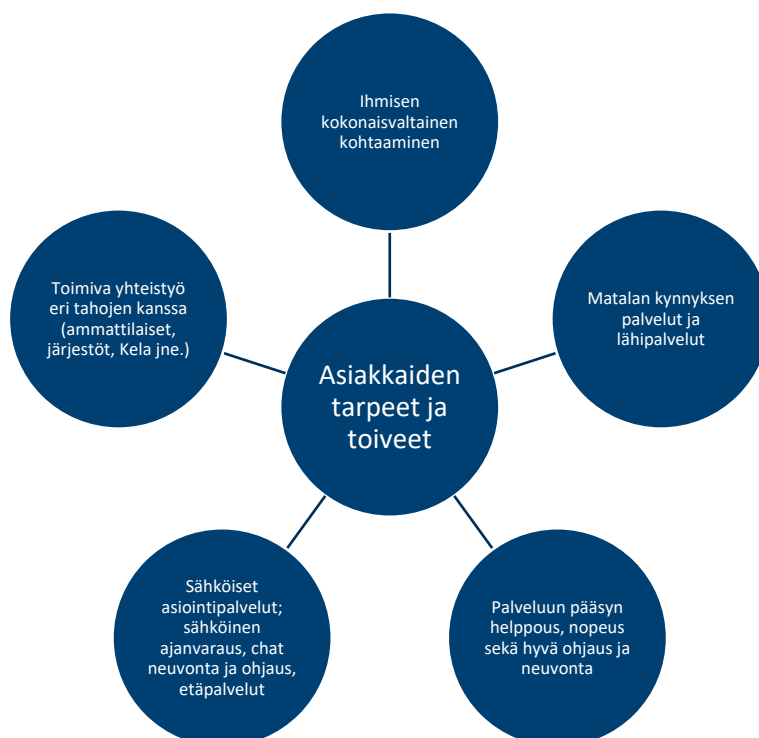 Ihmisen
kokonaisvaltainen
kohtaaminen
Toimiva yhteistyö
eri tahojen kanssa
(ammattilaiset,
järjestöt, Kela jne.)
Matalan kynnyksen
palvelut ja
lähipalvelut
Asiakkaiden
tarpeet ja
toiveet
Sähköiset
asiointipalvelut;
sähköinen
ajanvaraus, chat
neuvonta ja ohjaus,
etäpalvelut
Palveluun pääsyn
helppous, nopeus
sekä hyvä ohjaus ja
neuvonta